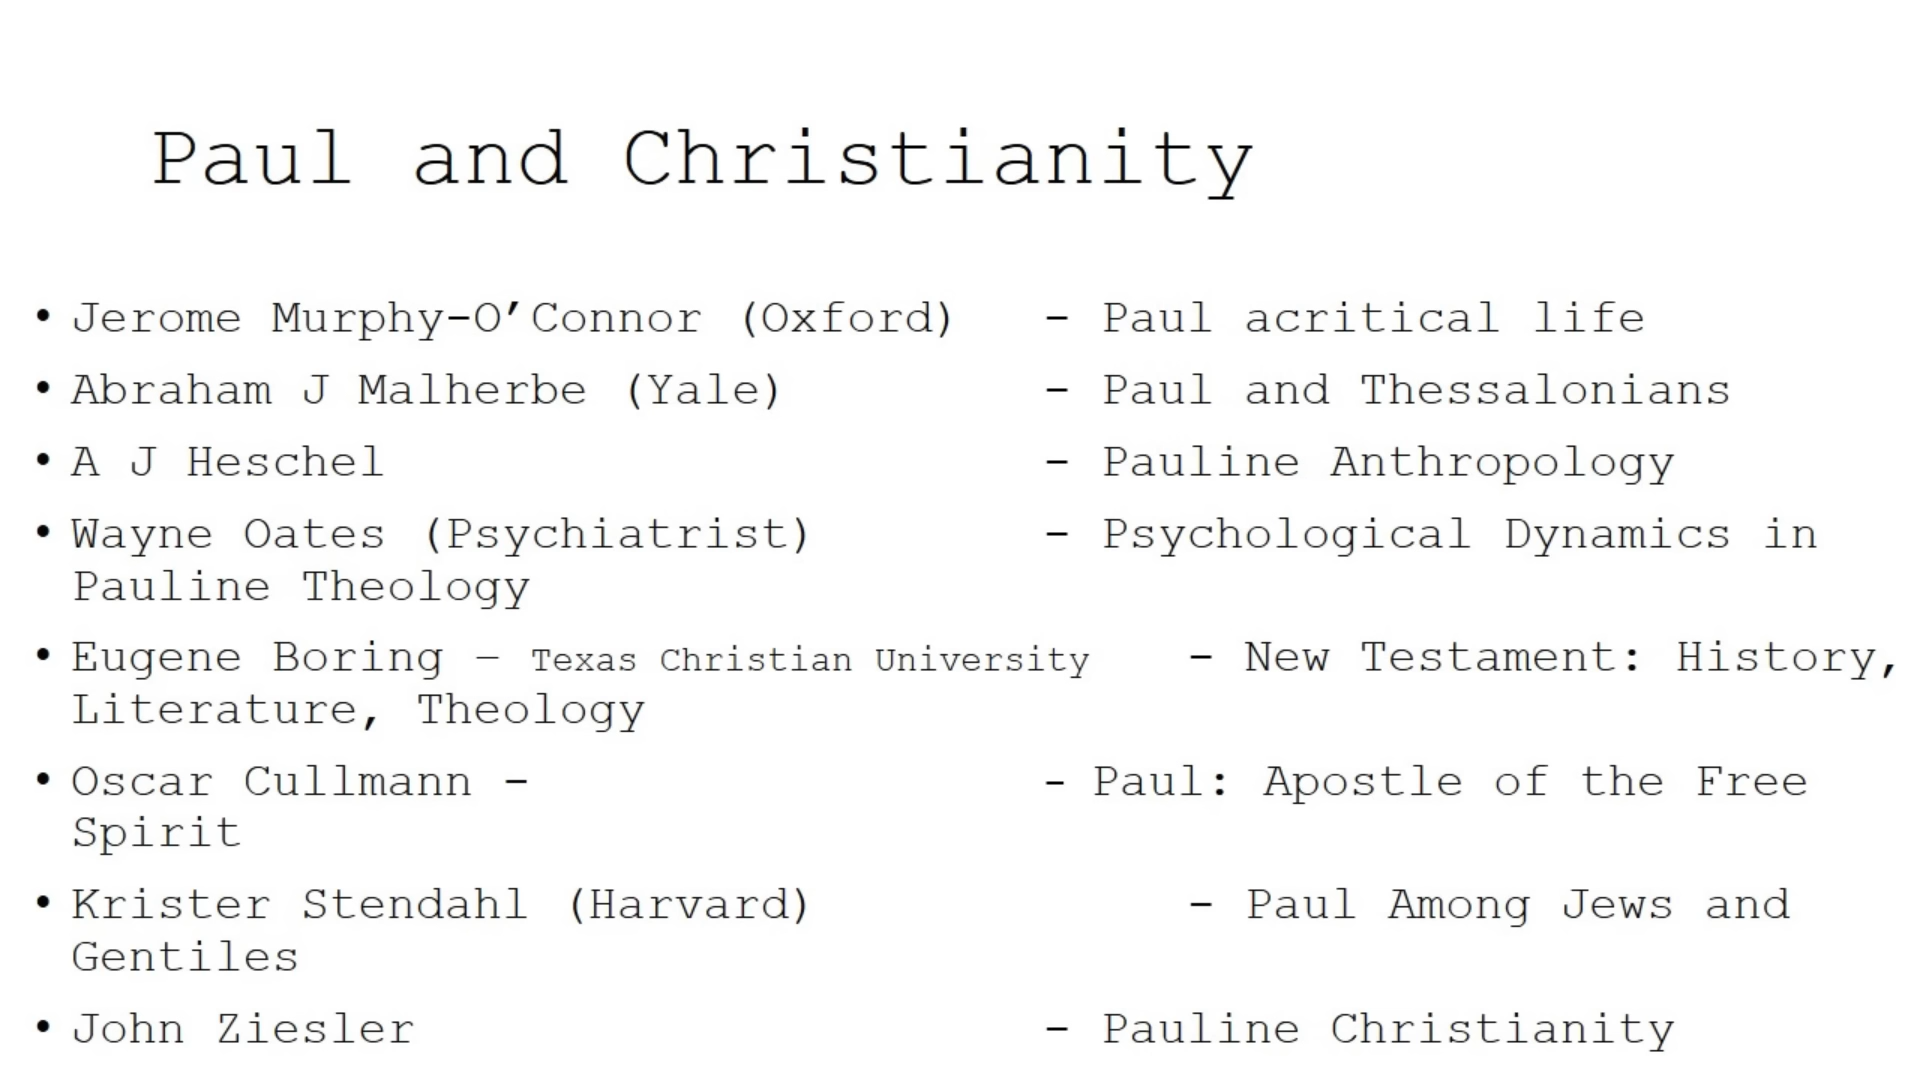 Paul and Christianity
• Jerome Murphy-O’Connor (Oxford) - Paul acritical life
• Abraham J Malherbe (Yale) - Paul and Thessalonians
• A J Heschel - Pauline Anthropology
• Wayne Oates (Psychiatrist) - Psychological Dynamics in
Pauline Theology
• Eugene Boring – Texas Christian University - New Testament: History,
Literature, Theology
• Oscar Cullmann - - Paul: Apostle of the Free
Spirit
• Krister Stendahl (Harvard) - Paul Among Jews and
Gentiles
• John Ziesler - Pauline Christianity